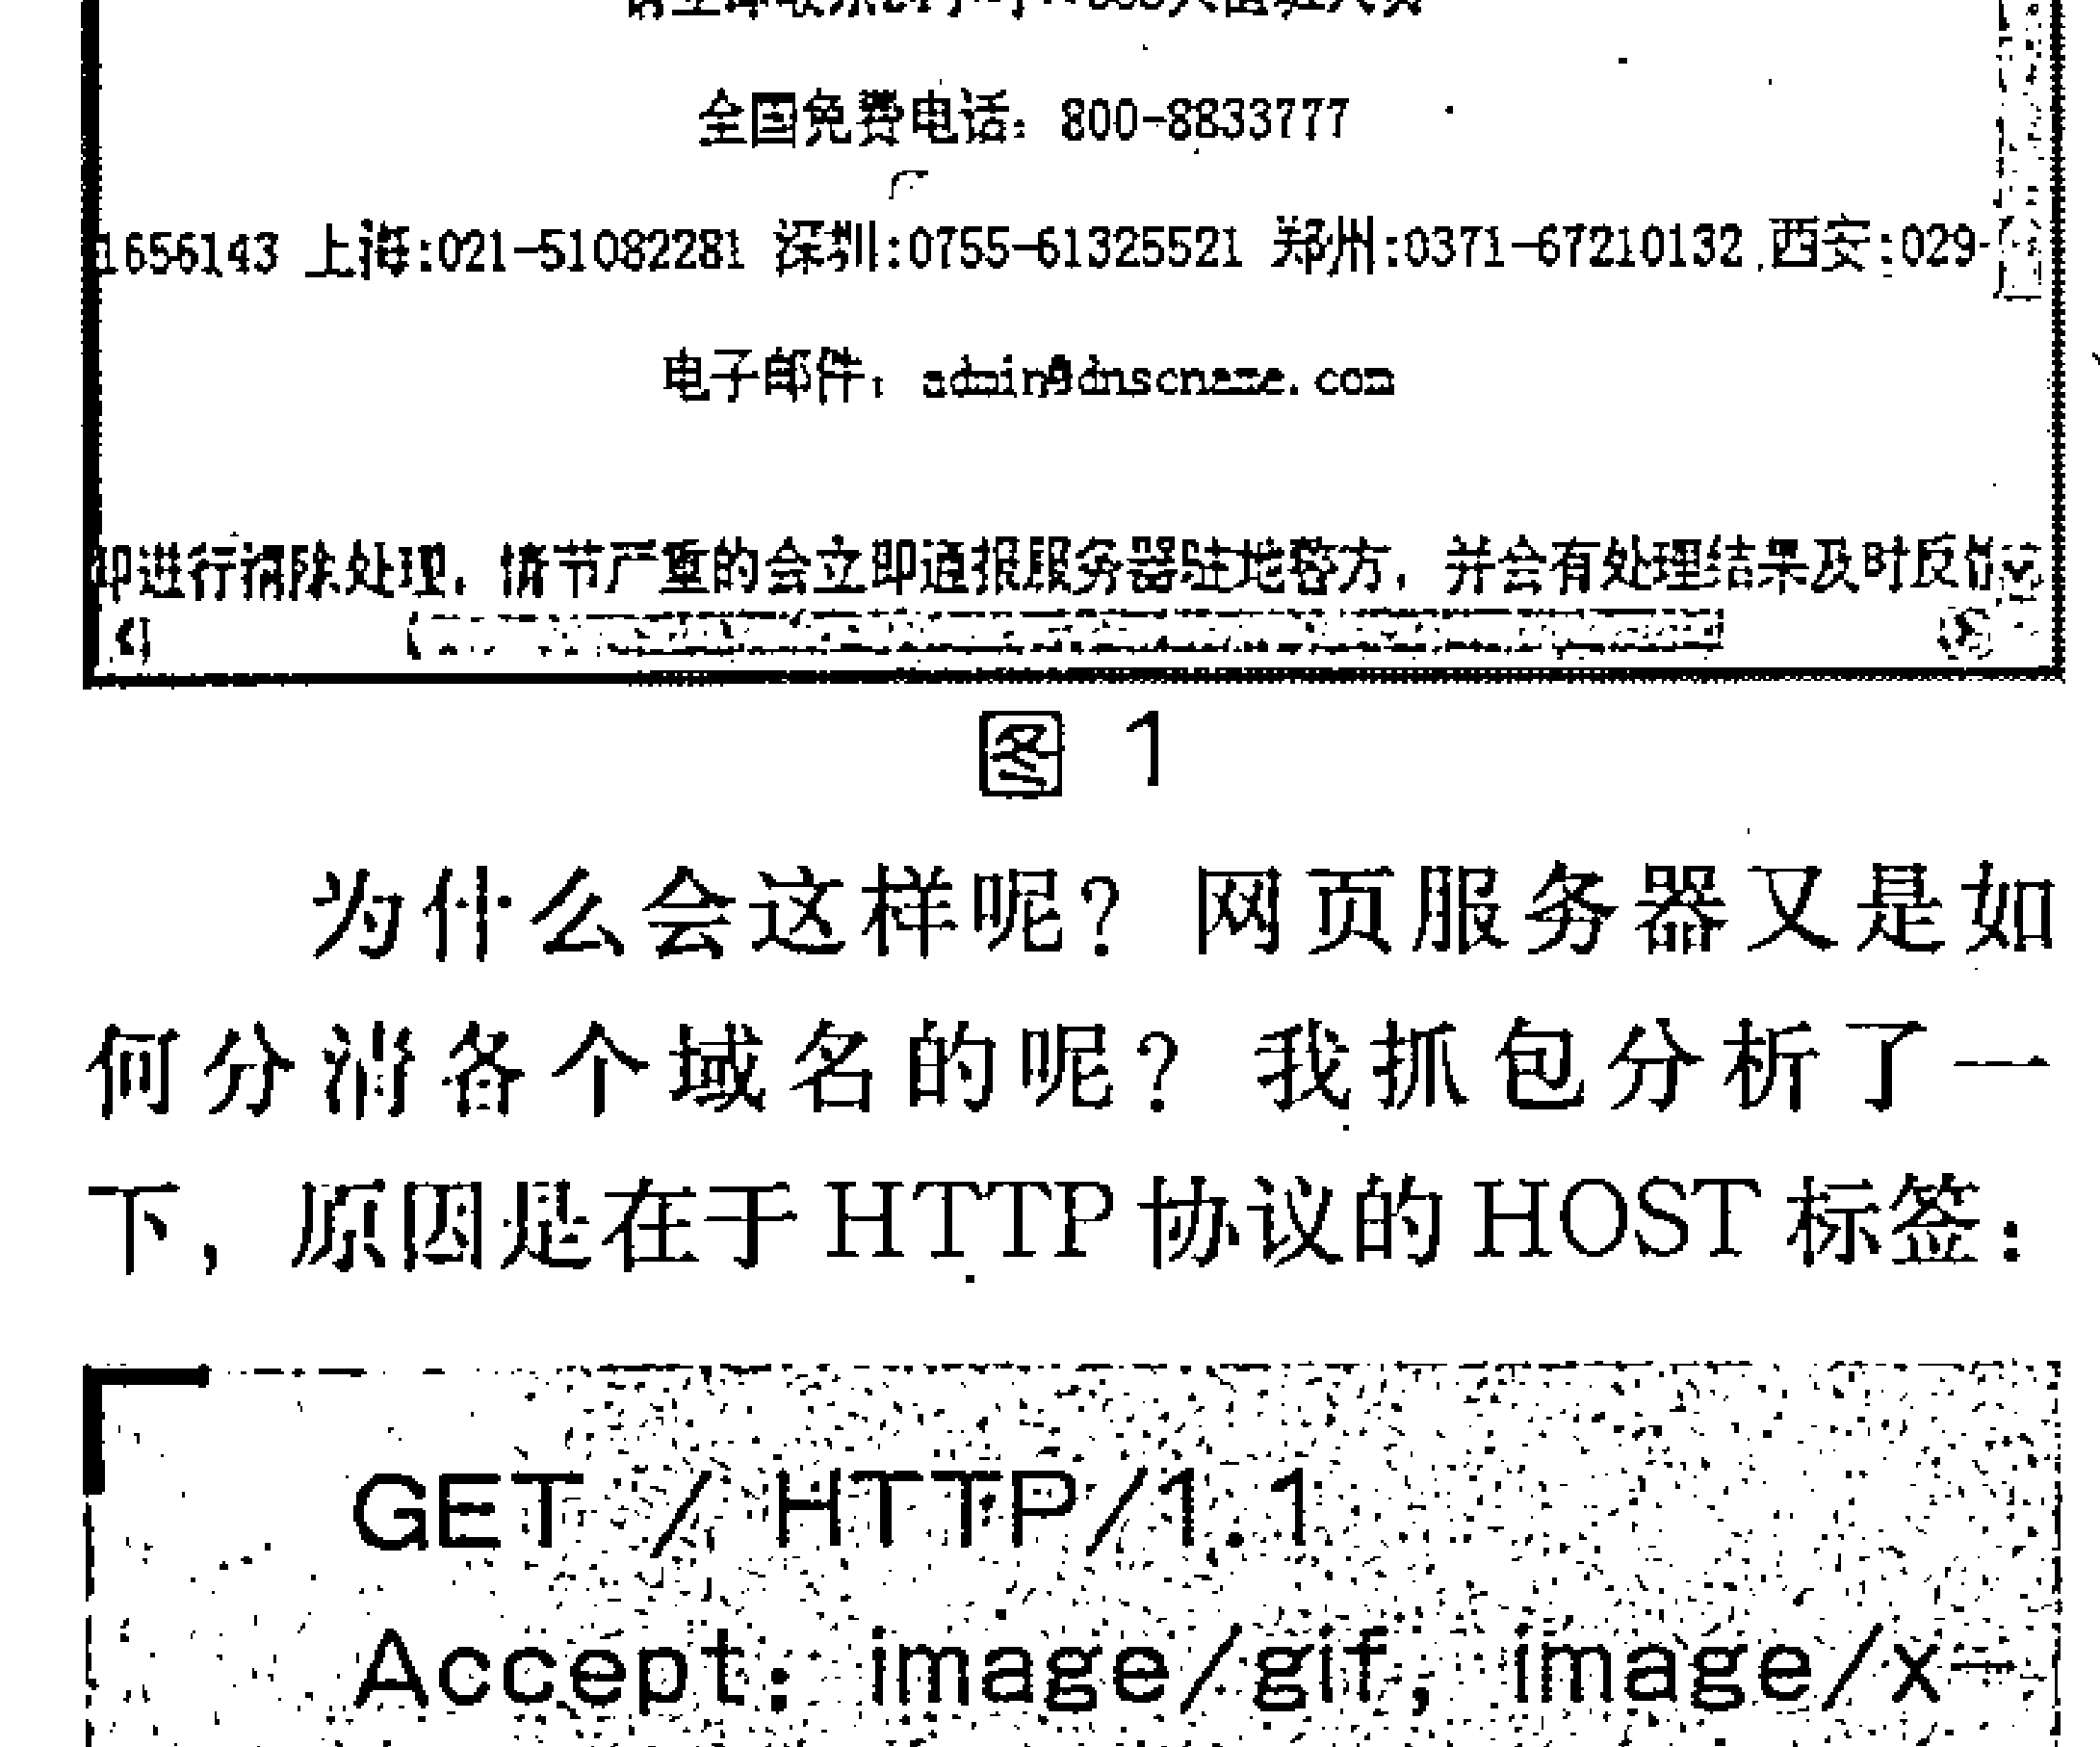 全国免费电话：800-8833777
1656143 上海:021-51082281 深圳:0755-61325521 郑州:0371-67210132 西安:029-
电子邮件：admin@dnscname.com
即进行清除处理，情节严重的会立即通报服务器驻地警方，并会有处理结果及时反馈
图 1
为什么会这样呢？网页服务器又是如
何分清各个域名的呢？我抓包分析了一
下，原因是在于HTTP协议的HOST标签：
GET / HTTP/1.1
Accept: image/gif, image/x-